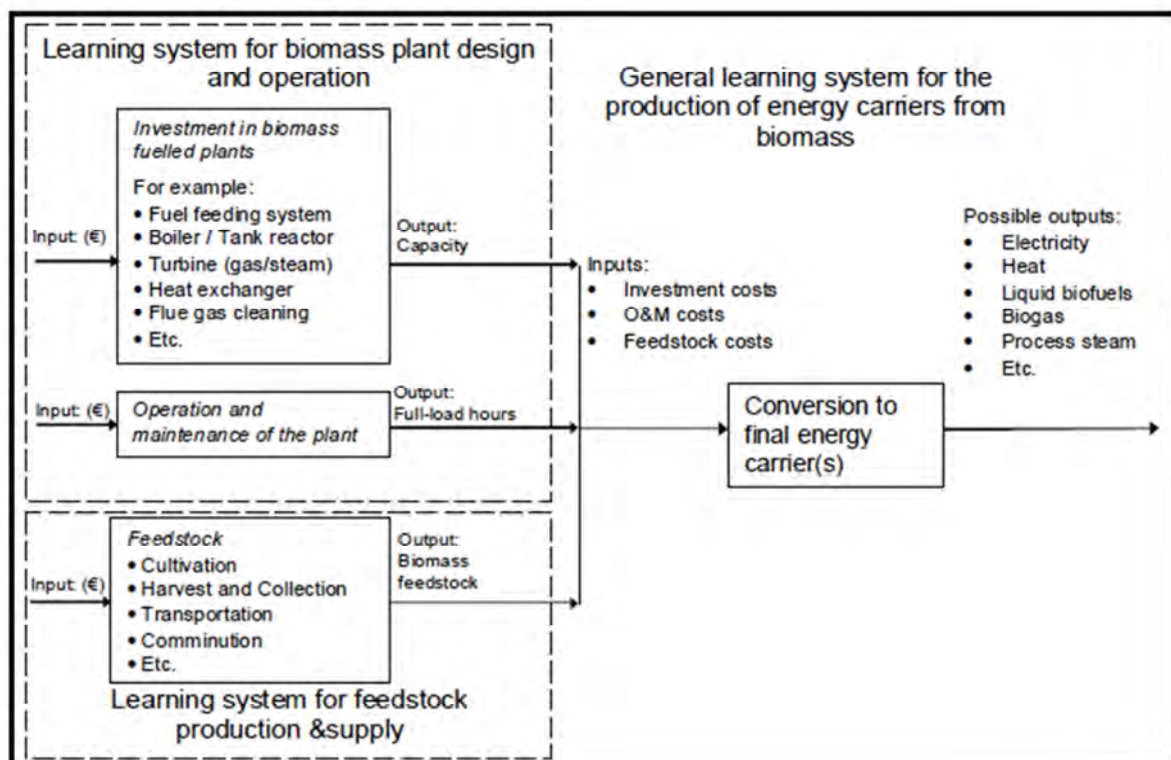 Learning system for biomass plant design
and operation
Investment in biomass
fuelled plants
For example:
• Fuel feeding system
• Boiler / Tank reactor
• Turbine (gas/steam)
• Heat exchanger
• Flue gas cleaning
• Etc.
Input: (€)
Output:
Capacity
Input: (€)
Operation and
maintenance of the plant
Output:
Full-load hours
Input: (€)
Feedstock
• Cultivation
• Harvest and Collection
• Transportation
• Comminution
• Etc.
Output:
Biomass
feedstock
Learning system for feedstock
production &supply
General learning system for the
production of energy carriers from
biomass
Inputs:
• Investment costs
• O&M costs
• Feedstock costs
Conversion to
final energy
carrier(s)
Possible outputs:
• Electricity
• Heat
• Liquid biofuels
• Biogas
• Process steam
• Etc.